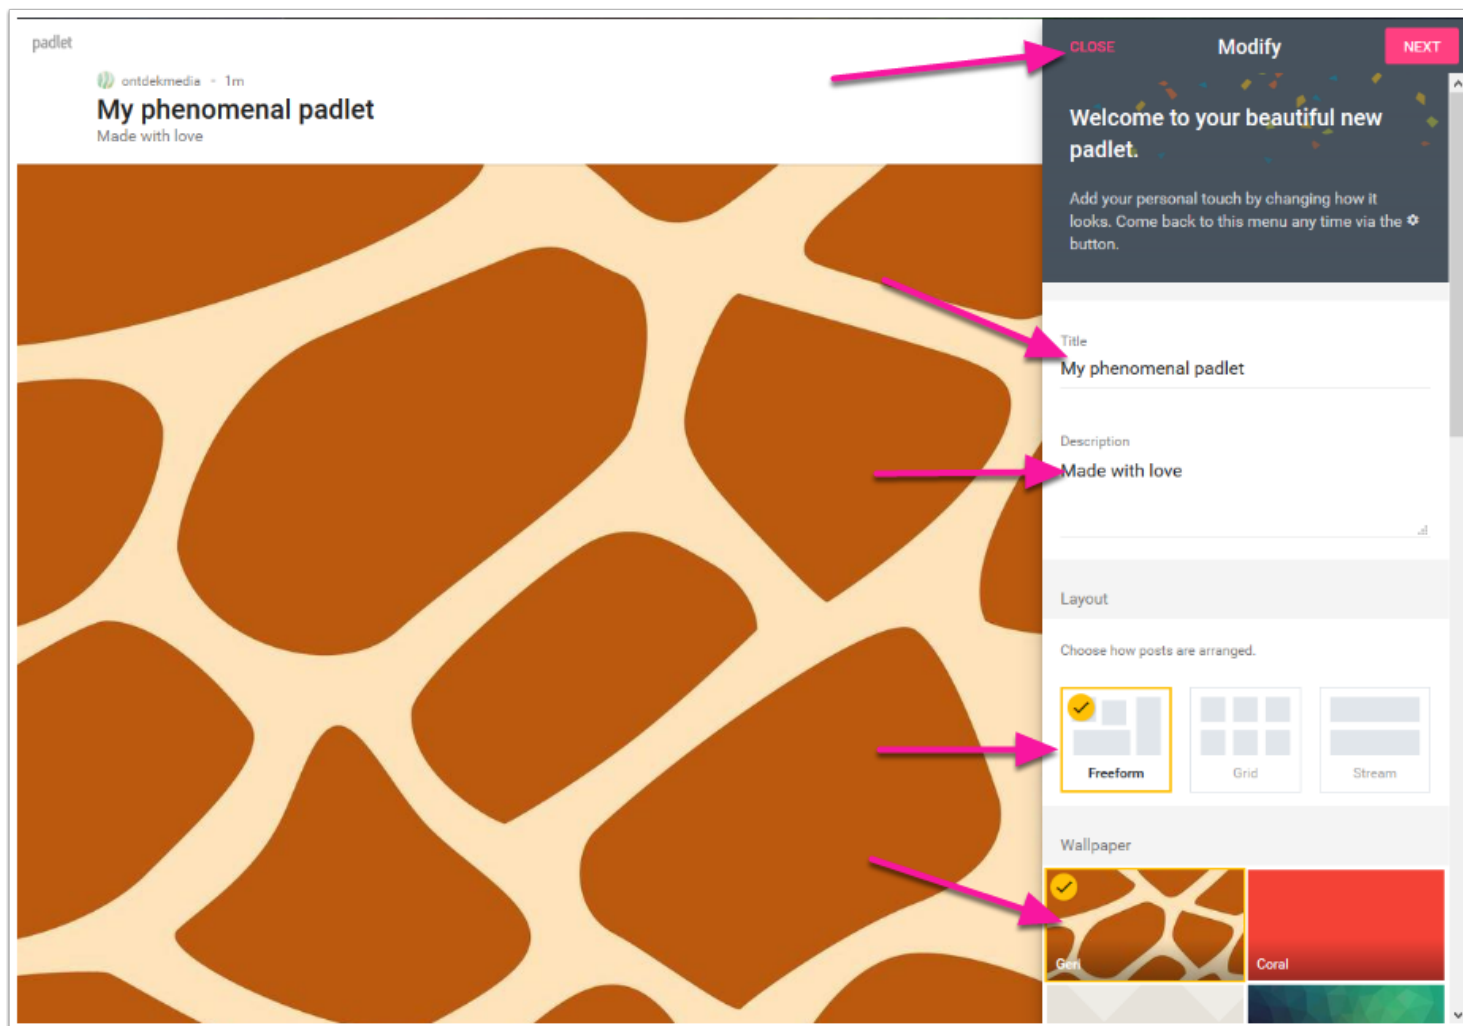 padlet
ontdekmedia • 1m
My phenomenal padlet
Made with love
CLOSE
Modify
NEXT
Welcome to your beautiful new
padlet.
Add your personal touch by changing how it
looks. Come back to this menu any time via the
button.
Title
My phenomenal padlet
Description
Made with love
Layout
Choose how posts are arranged.
Freeform
Grid
Stream
Wallpaper
Geri
Coral